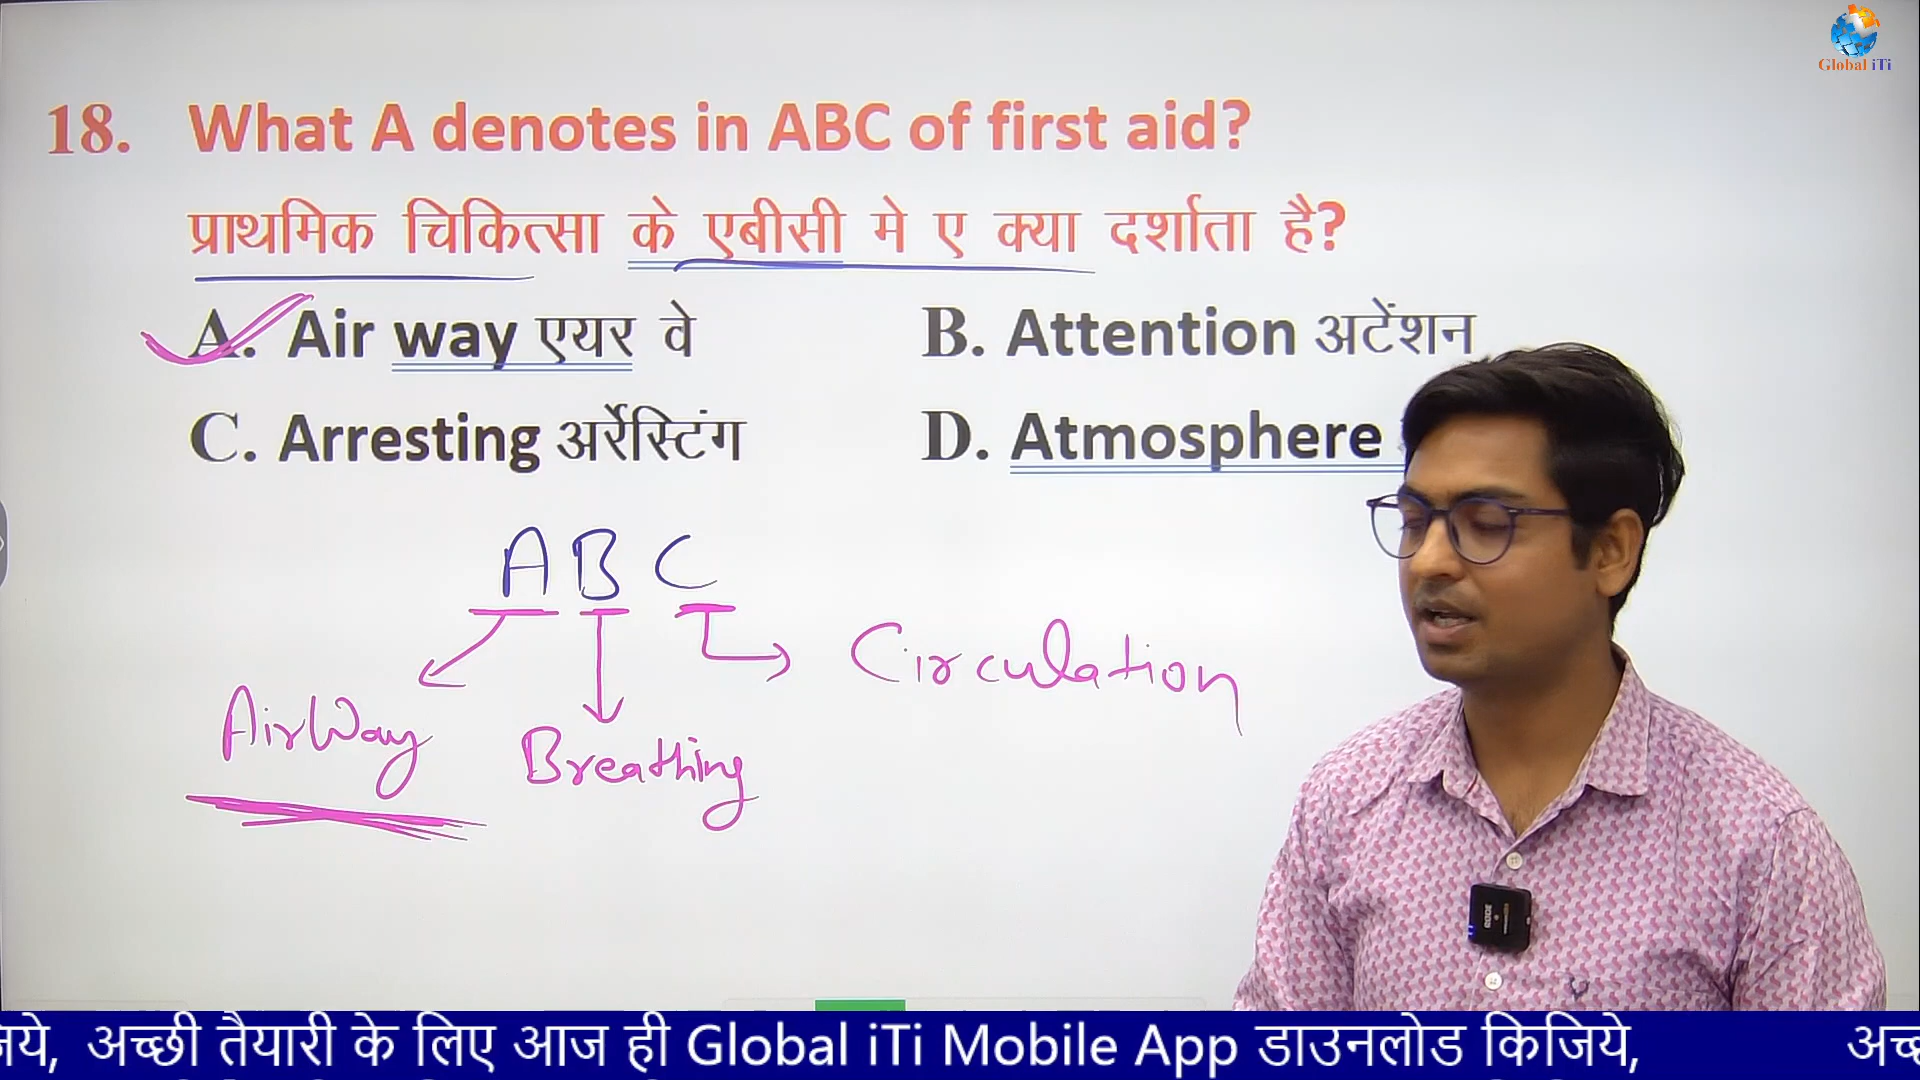 Global iTi
18. What A denotes in ABC of first aid?
प्राथमिक चिकित्सा के एबीसी मे ए क्या दर्शाता है?
A. Air way एयर वे
B. Attention अटेंशन
C. Arresting अर्रेस्टिंग
D. Atmosphere
A B C
Circulation
AirWay
Breathing
RODE
अच्छी तैयारी के लिए आज ही Global iTi Mobile App डाउनलोड किजिये,